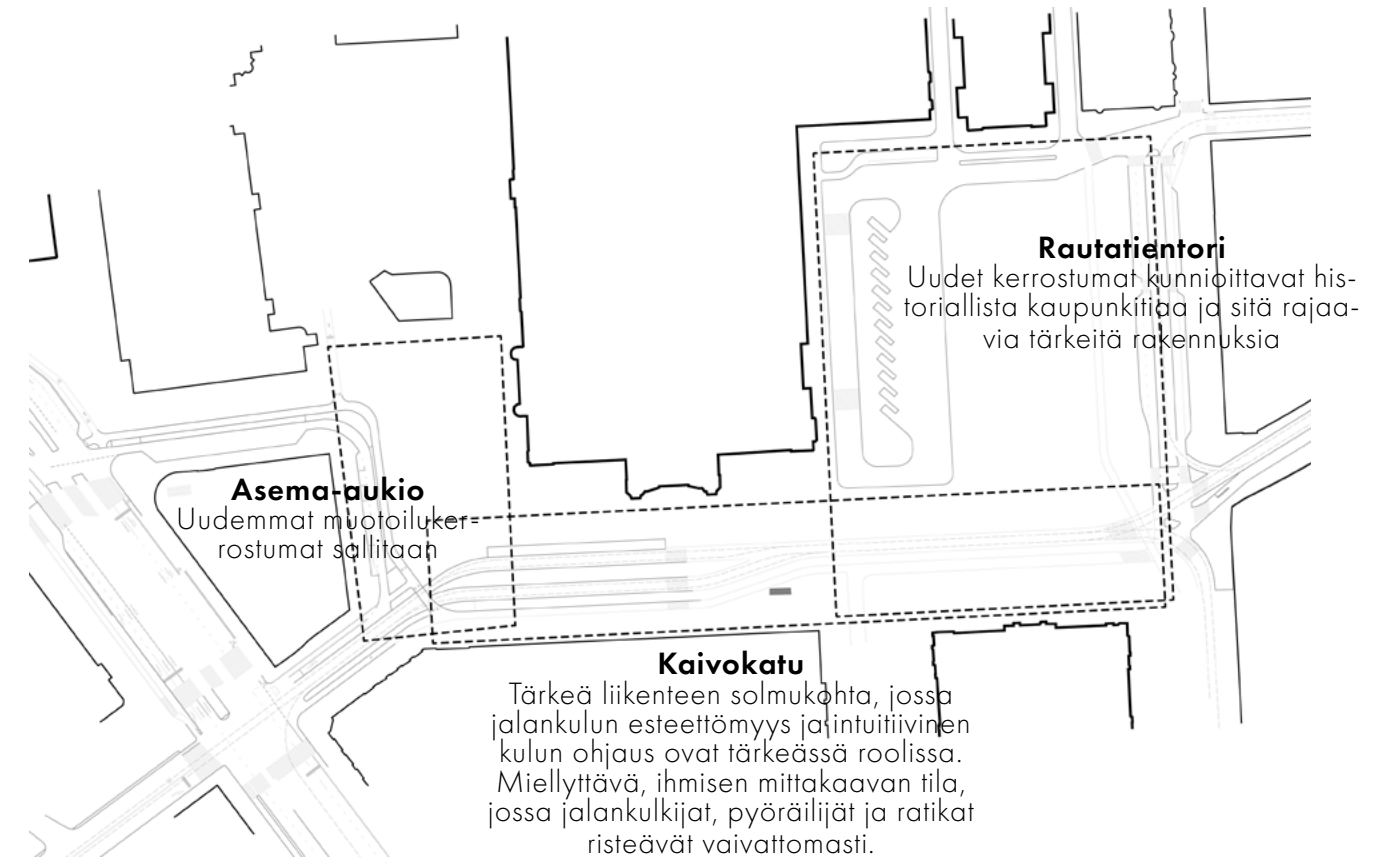 Rautatientori
Uudet kerrostumat kunnioittavat his-
toriallista kaupunkitilaa ja sitä rajaa-
via tärkeitä rakennuksia
Asema-aukio
Uudemmat muotoiluker-
rostumat sallitaan
Kaivokatu
Tärkeä liikenteen solmukohta, jossa
jalankulun esteettömyys ja intuitiivinen
kulun ohjaus ovat tärkeässä roolissa.
Miellyttävä, ihmisen mittakaavan tila,
jossa jalankulkijat, pyöräilijät ja ratikat
risteävät vaivattomasti.